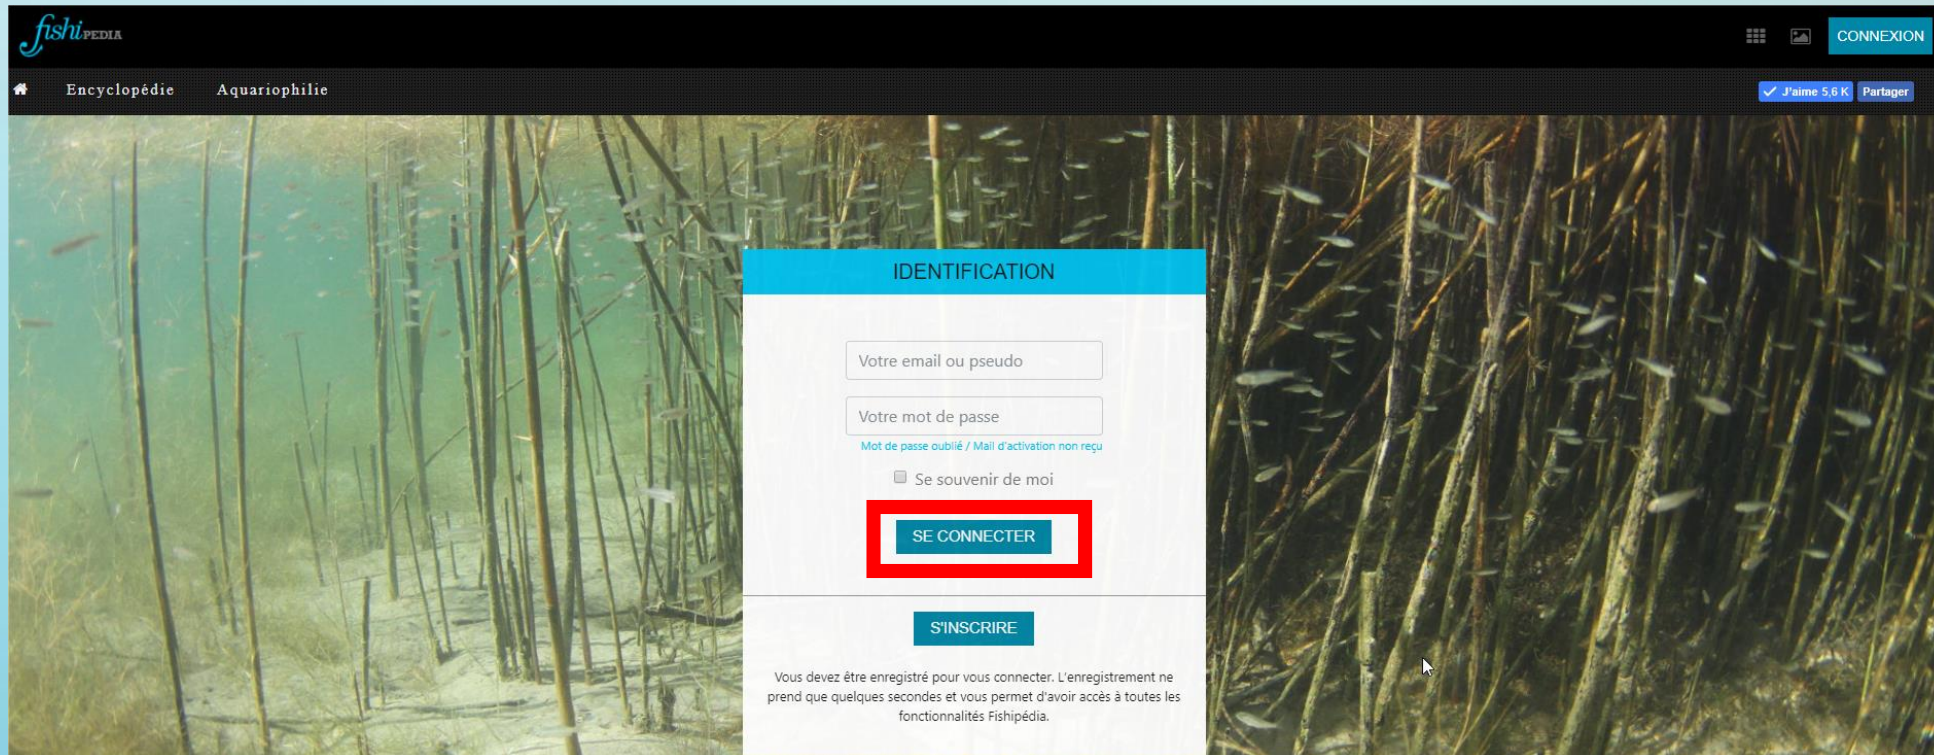 fishiPEDIA
CONNEXION
Encyclopédie Aquariophilie
J'aime 5,6 K Partager
IDENTIFICATION
Votre email ou pseudo
Votre mot de passe
Mot de passe oublié / Mail d'activation non reçu
Se souvenir de moi
SE CONNECTER
S'INSCRIRE
Vous devez être enregistré pour vous connecter. L'enregistrement ne
prend que quelques secondes et vous permet d'avoir accès à toutes les
fonctionnalités Fishipédia.